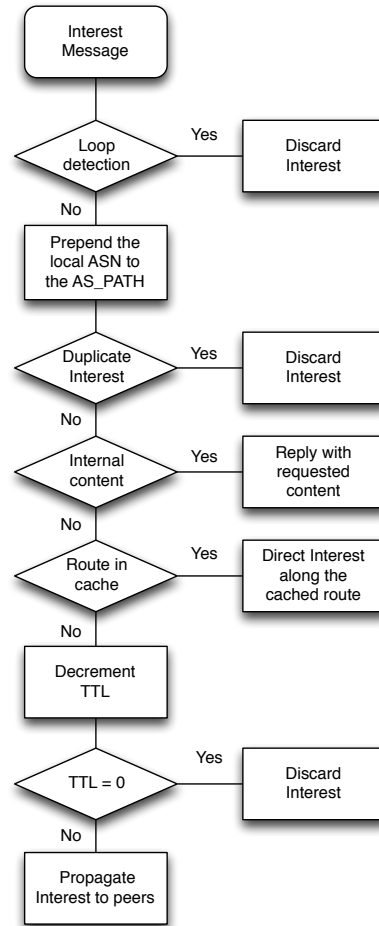 Interest
Message
Loop
detection
Yes
Discard
Interest
No
Prepend the
local ASN to
the AS_PATH
Duplicate
Interest
Yes
Discard
Interest
No
Internal
content
Yes
Reply with
requested
content
No
Route in
cache
Yes
Direct Interest
along the
cached route
No
Decrement
TTL
TTL = 0
Yes
Discard
Interest
No
Propagate
Interest to peers